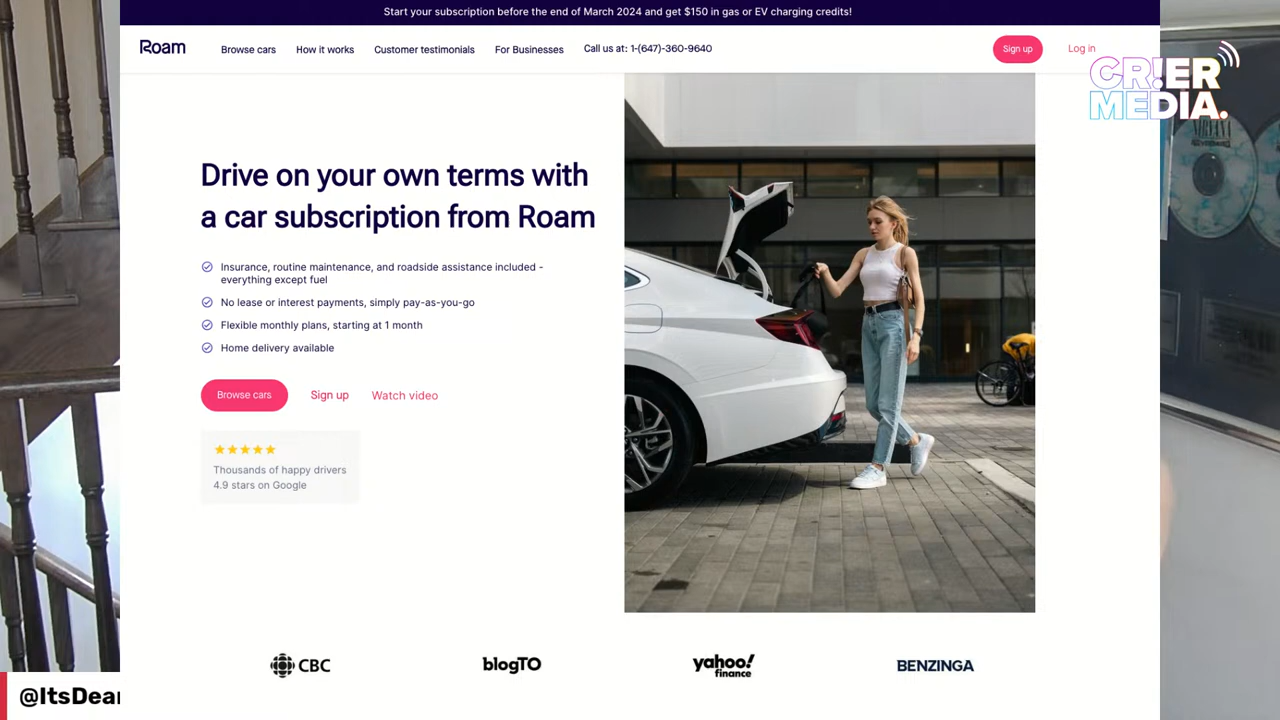 Start your subscription before the end of March 2024 and get $150 in gas or EV charging credits!
Roam
Browse cars
How it works
Customer testimonials
For Businesses
Call us at: 1-(647)-360-9640
Sign up
Log in
CR!ER
MEDIA.
NIRVANA
Drive on your own terms with
a car subscription from Roam
Insurance, routine maintenance, and roadside assistance included -
everything except fuel
No lease or interest payments, simply pay-as-you-go
Flexible monthly plans, starting at 1 month
Home delivery available
Browse cars
Sign up
Watch video
Thousands of happy drivers
4.9 stars on Google
CBC
blogTO
yahoo!
finance
BENZINGA
@ItsDea